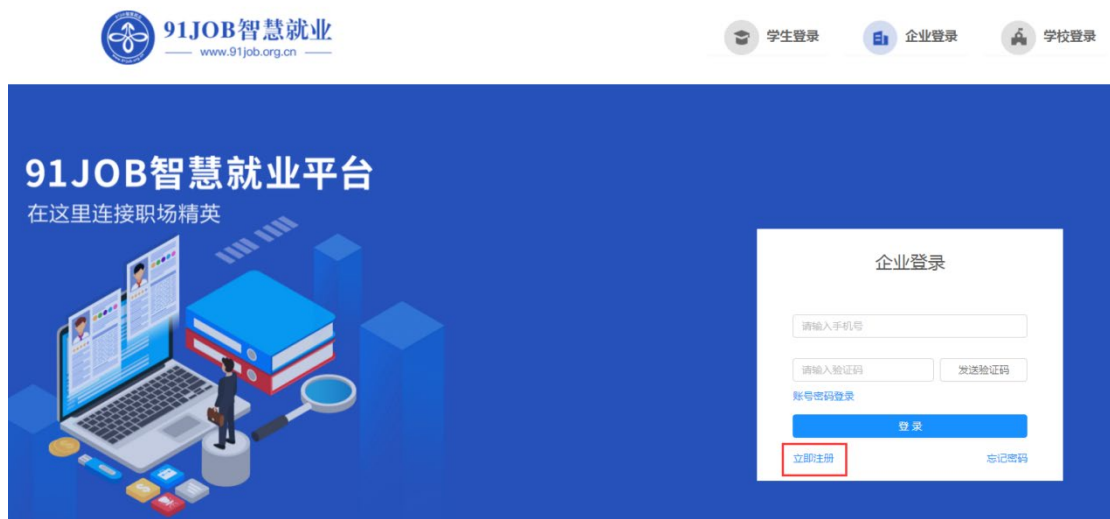 91JOB智慧就业
www.91job.org.cn
学生登录
企业登录
学校登录
91JOB智慧就业平台
在这里连接职场精英
企业登录
请输入手机号
请输入验证码
发送验证码
账号密码登录
登 录
立即注册
忘记密码